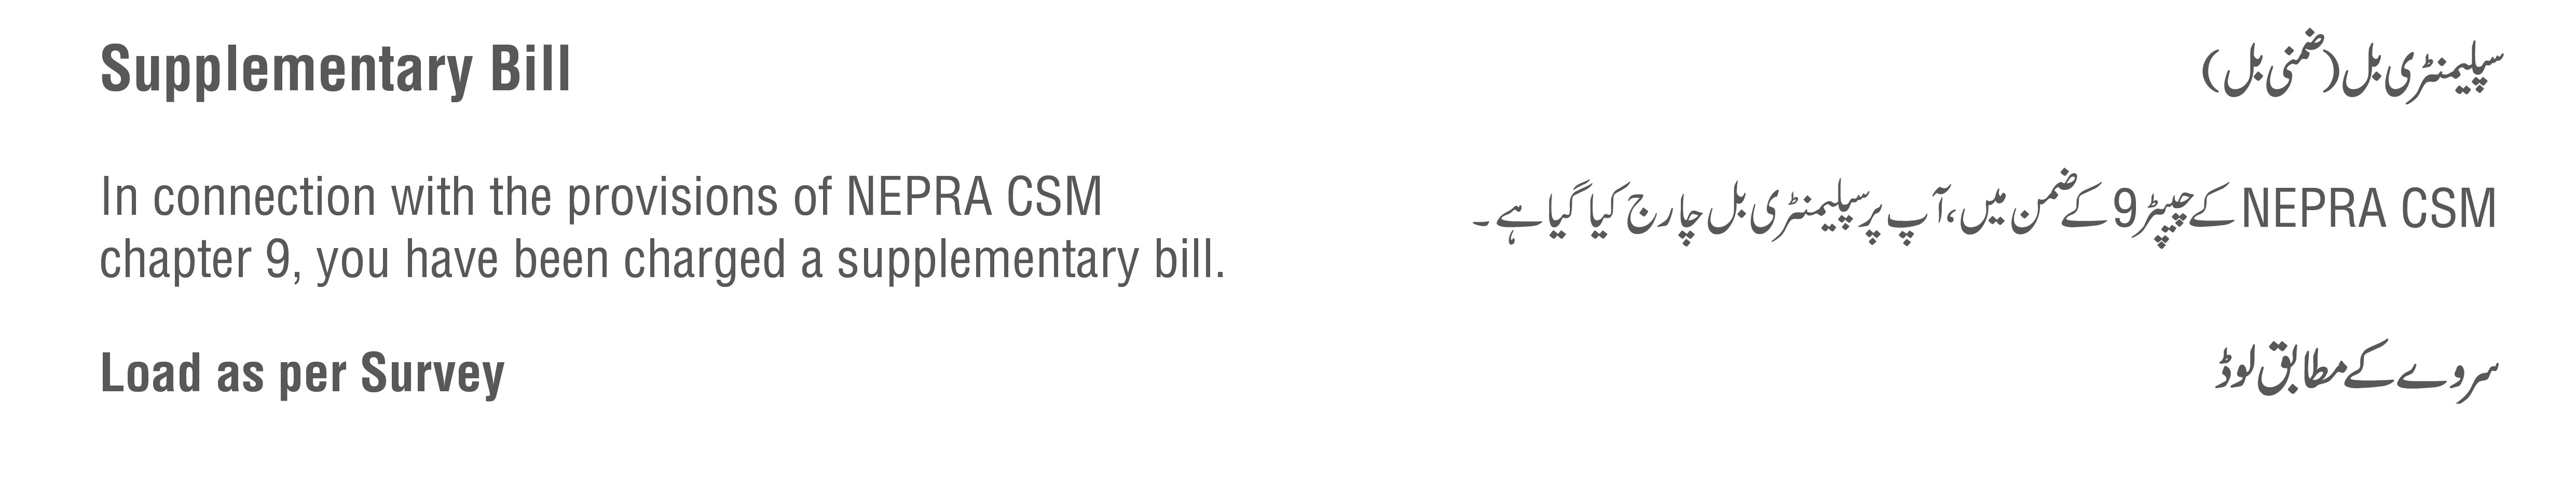 Supplementary Bill
سپلیمنٹری بل (ضمنی بل)
In connection with the provisions of NEPRA CSM
chapter 9, you have been charged a supplementary bill.
NEPRA CSM کے چیپٹر 9 کے ضمن میں، آپ پر سپلیمنٹری بل چارج کیا گیا ہے ۔
Load as per Survey
سروے کے مطابق لوڈ